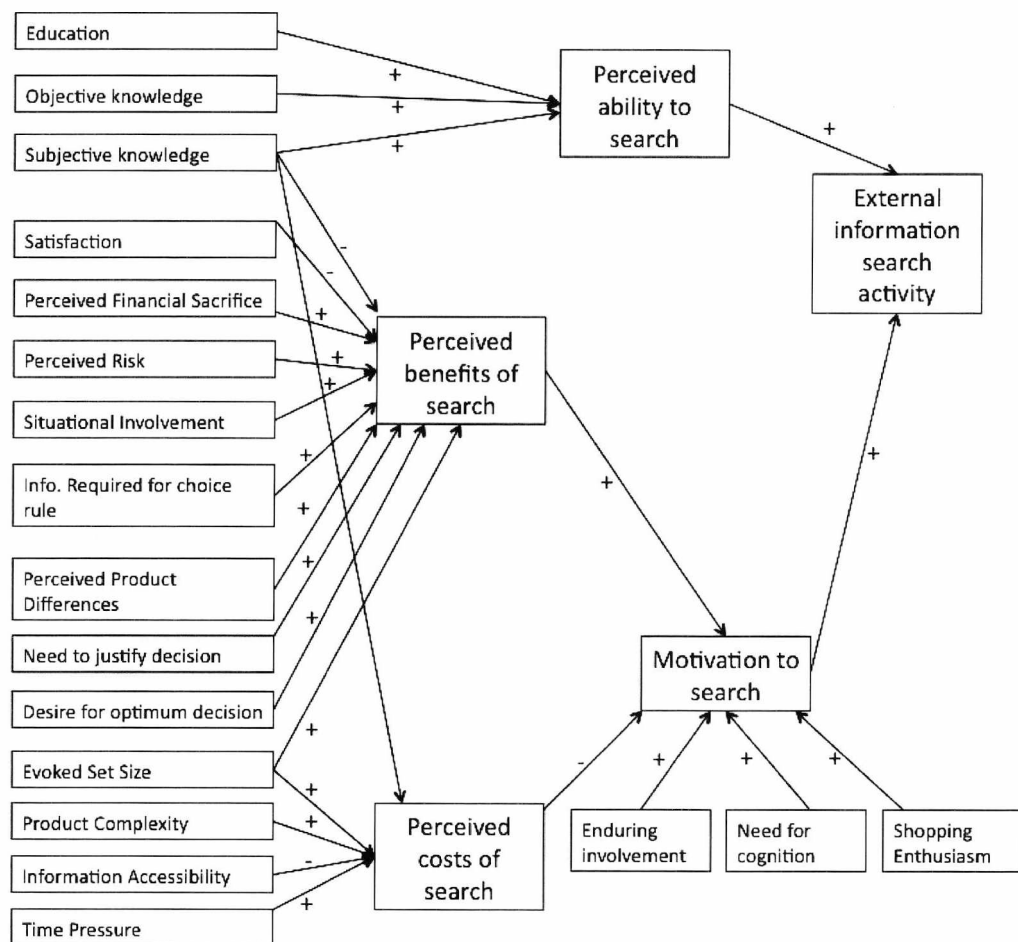 Education
Objective knowledge
Subjective knowledge
Satisfaction
Perceived Financial Sacrifice
Perceived Risk
Situational Involvement
Info. Required for choice
rule
Perceived Product
Differences
Need to justify decision
Desire for optimum decision
Evoked Set Size
Product Complexity
Information Accessibility
Time Pressure
+
+
+
-
-
+
+
+
+
+
+
+
+
+
+
-
+
Perceived
ability to
search
Perceived
benefits of
search
Perceived
costs of
search
+
+
-
+
+
+
+
External
information
search
activity
Motivation to
search
Enduring
involvement
Need for
cognition
Shopping
Enthusiasm